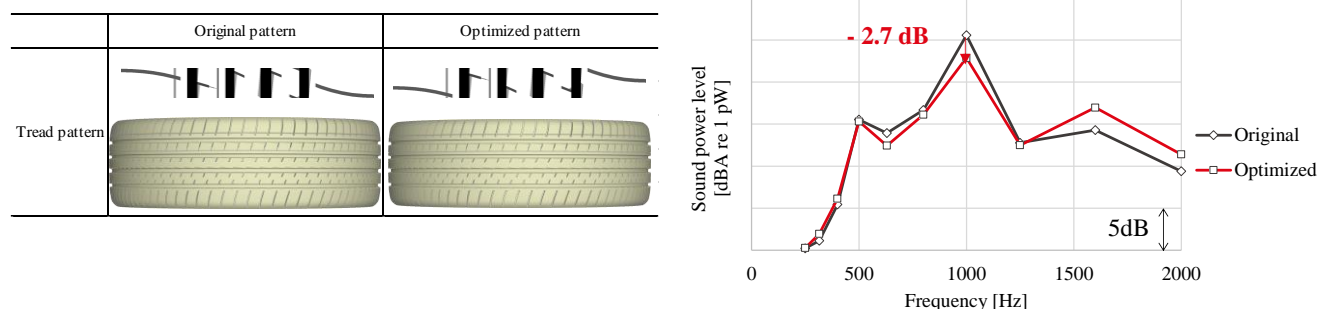 Original pattern
Optimized pattern
Tread pattern
Sound power level
[dBA re 1 pW]
- 2.7 dB
5dB
0
500
1000
1500
2000
Frequency [Hz]
Original
Optimized